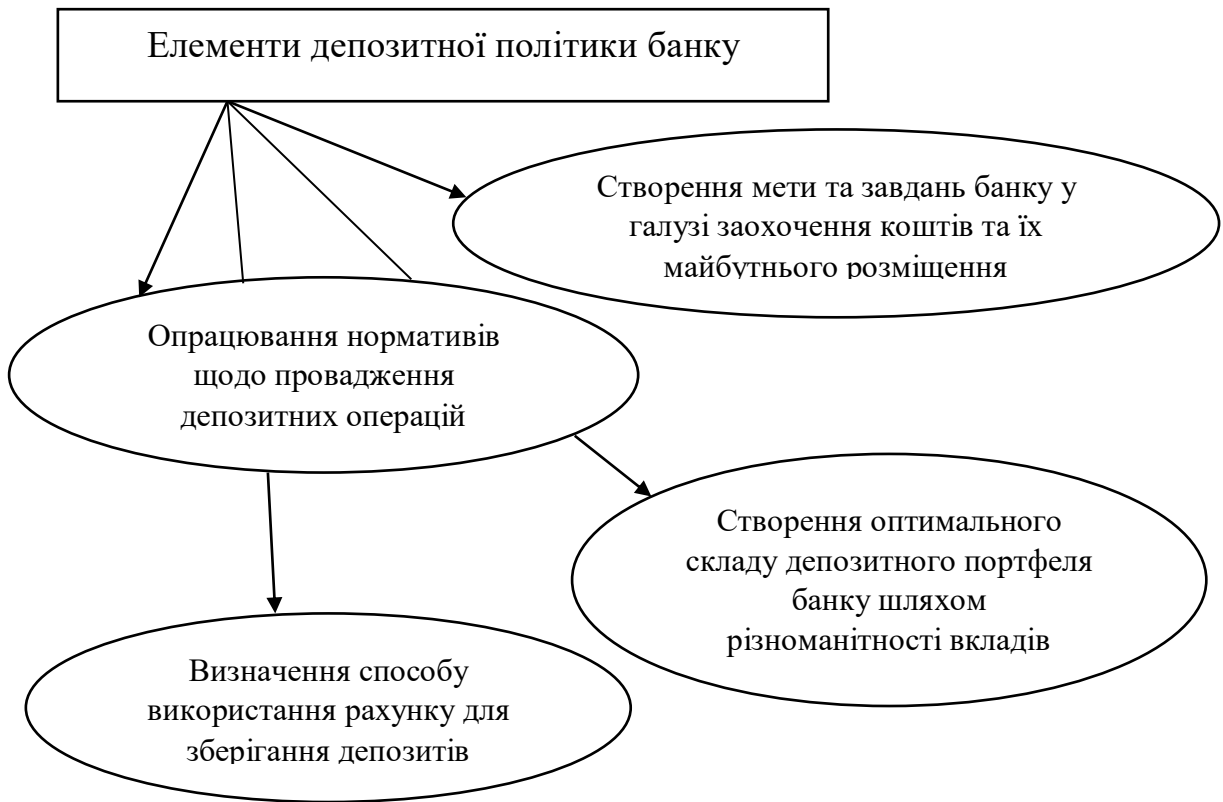 Елементи депозитної політики банку
Створення мети та завдань банку у
галузі заохочення коштів та їх
майбутнього розміщення
Опрацювання нормативів
щодо провадження
депозитних операцій
Створення оптимального
складу депозитного портфеля
банку шляхом
різноманітності вкладів
Визначення способу
використання рахунку для
зберігання депозитів